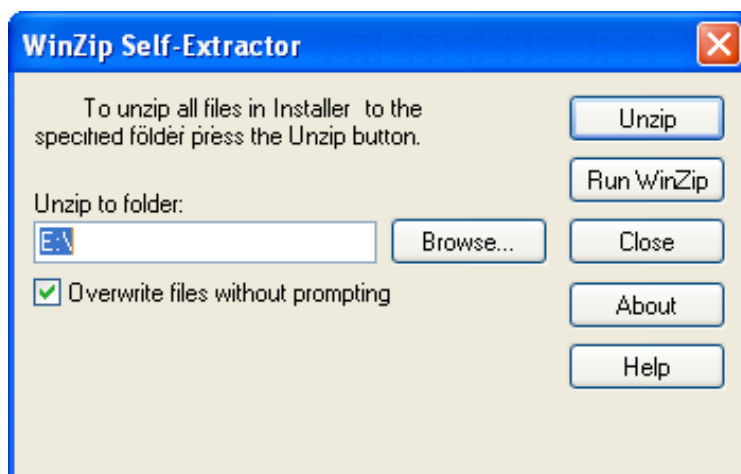 WinZip Self-Extractor
To unzip all files in Installer to the
specified folder press the Unzip button.
Unzip to folder:
E:\
Browse...
Overwrite files without prompting
Unzip
Run WinZip
Close
About
Help